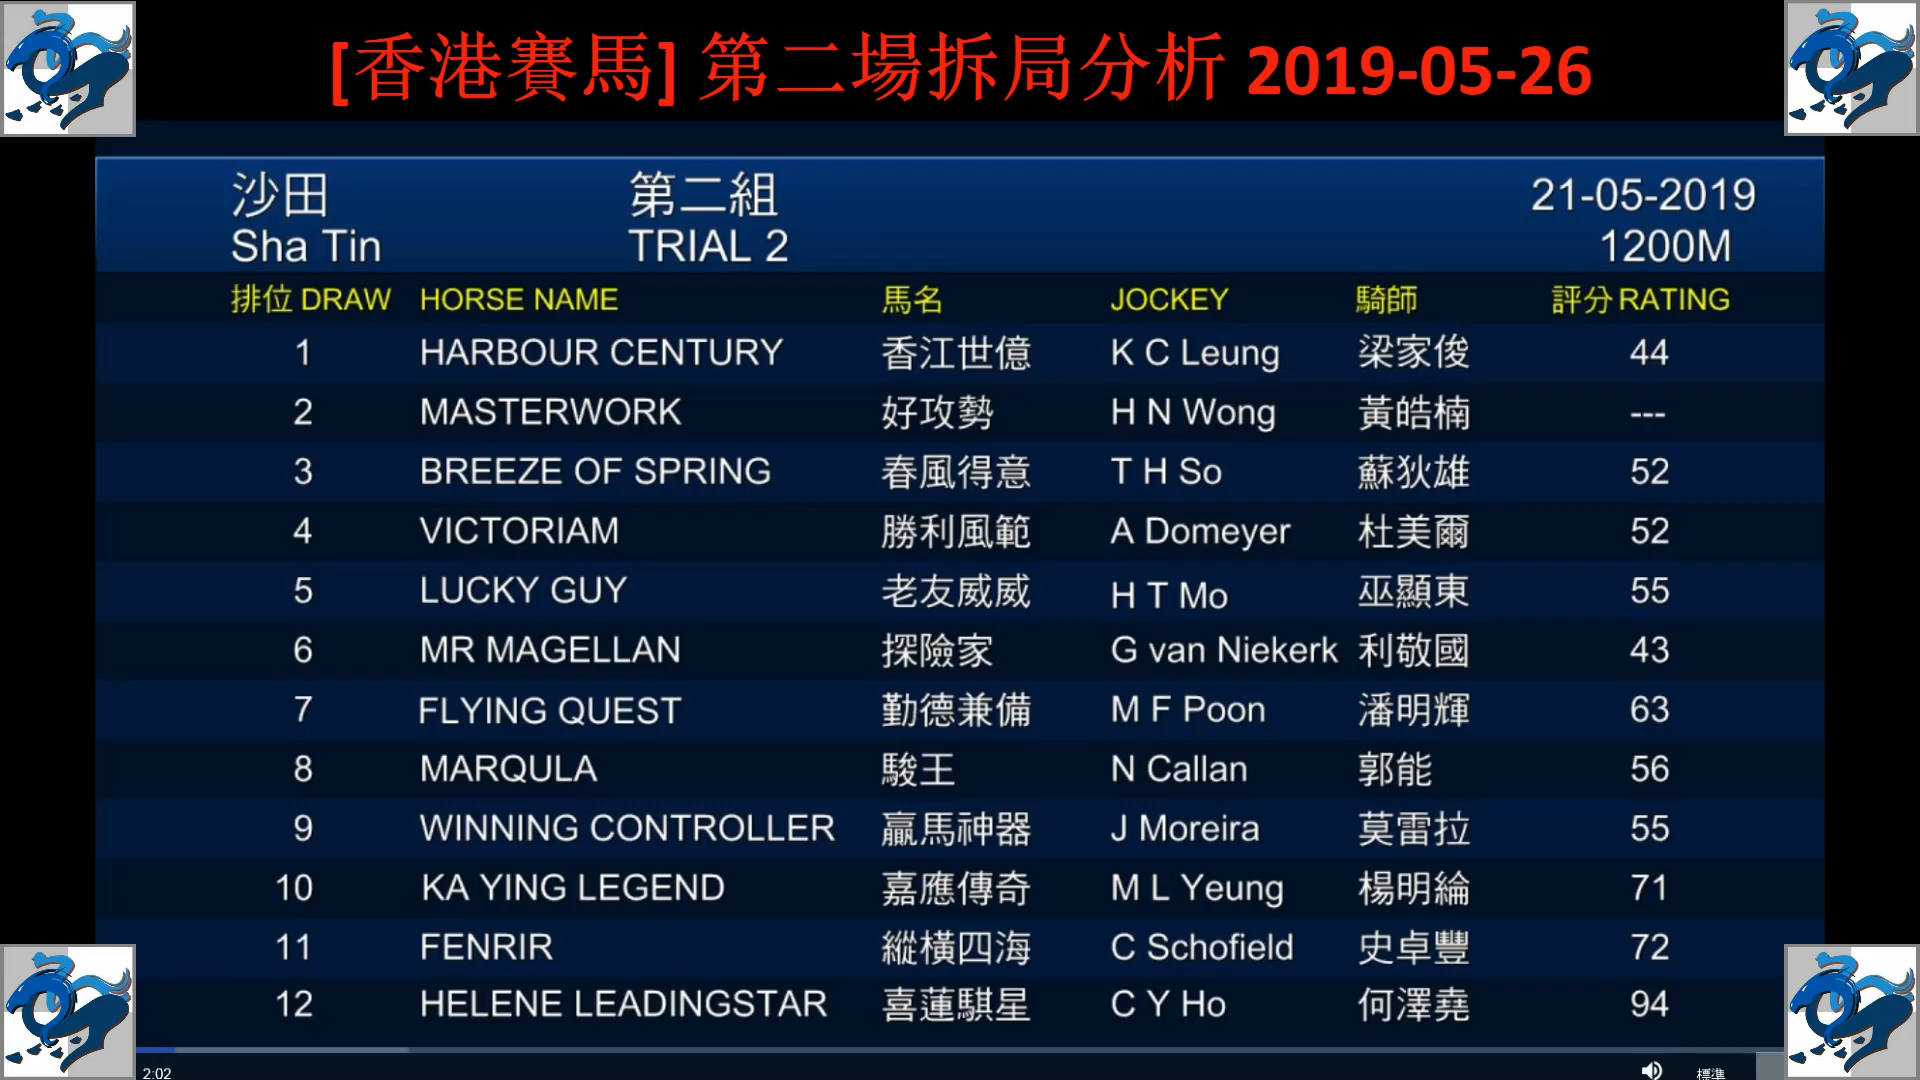 [香港賽馬] 第二場拆局分析 2019-05-26
沙田 第二組 21-05-2019
Sha Tin TRIAL 2 1200M
排位 DRAW HORSE NAME 馬名 JOCKEY 騎師 評分 RATING
1 HARBOUR CENTURY 香江世億 K C Leung 梁家俊 44
2 MASTERWORK 好攻勢 H N Wong 黃皓楠 ---
3 BREEZE OF SPRING 春風得意 T H So 蘇狄雄 52
4 VICTORIAM 勝利風範 A Domeyer 杜美爾 52
5 LUCKY GUY 老友威威 H T Mo 巫顯東 55
6 MR MAGELLAN 探險家 G van Niekerk 利敬國 43
7 FLYING QUEST 勤德兼備 M F Poon 潘明輝 63
8 MARQULA 駿王 N Callan 郭能 56
9 WINNING CONTROLLER 贏馬神器 J Moreira 莫雷拉 55
10 KA YING LEGEND 嘉應傳奇 M L Yeung 楊明綸 71
11 FENRIR 縱橫四海 C Schofield 史卓豐 72
12 HELENE LEADINGSTAR 喜蓮騏星 C Y Ho 何澤堯 94
2:02 標準